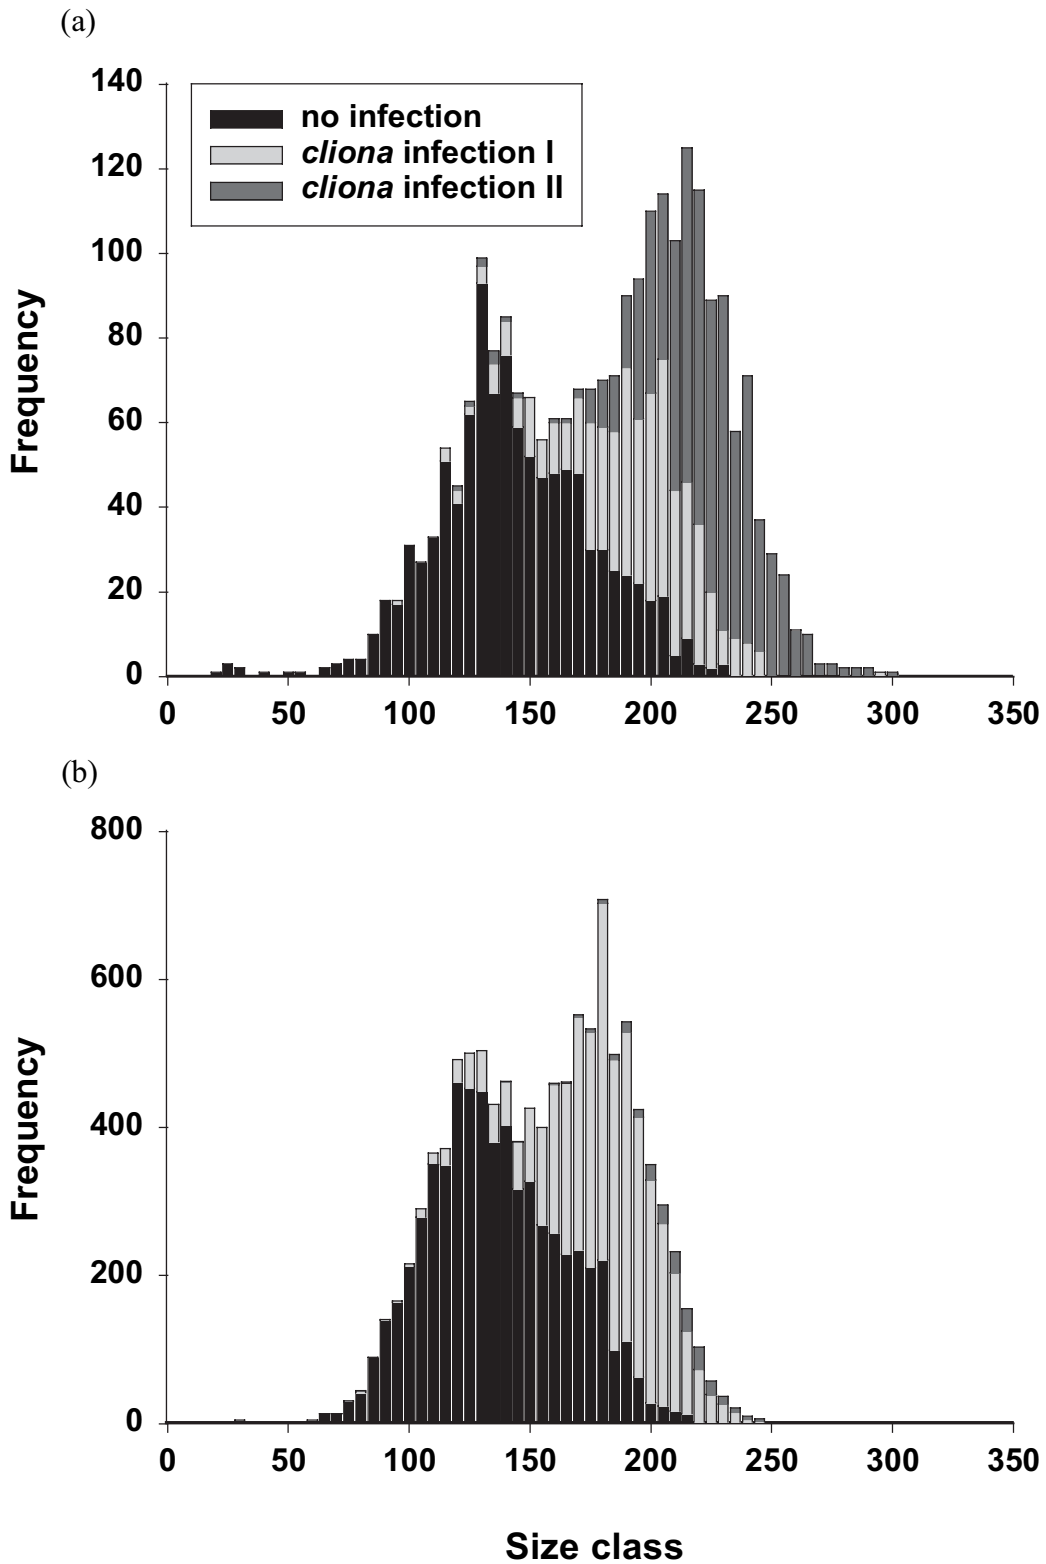 (a)
140
120
100
80
60
40
20
0
Frequency
no infection
cliona infection I
cliona infection II
0 50 100 150 200 250 300 350
(b)
800
600
400
200
0
Frequency
0 50 100 150 200 250 300 350
Size class